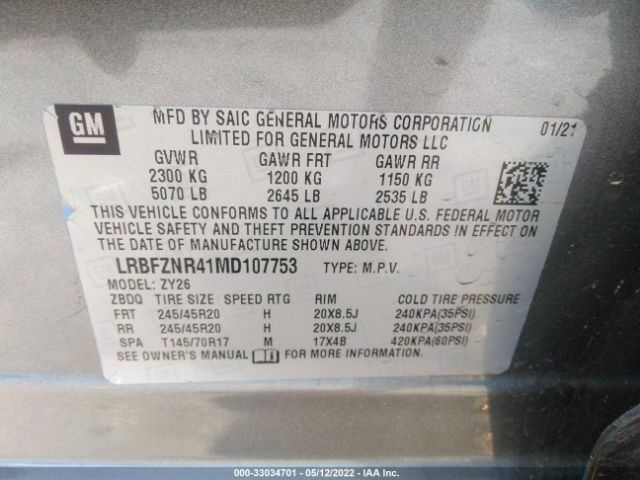 GM
MFD BY SAIC GENERAL MOTORS CORPORATION 01/21
LIMITED FOR GENERAL MOTORS LLC
GVWR GAWR FRT GAWR RR
2300 KG 1200 KG 1150 KG
5070 LB 2645 LB 2535 LB
THIS VEHICLE CONFORMS TO ALL APPLICABLE U.S. FEDERAL MOTOR
VEHICLE SAFETY AND THEFT PREVENTION STANDARDS IN EFFECT ON
THE DATE OF MANUFACTURE SHOWN ABOVE.
LRBFZNR41MD107753 TYPE: M.P.V.
MODEL: ZY26
ZBDQ TIRE SIZE SPEED RTG RIM COLD TIRE PRESSURE
FRT 245/45R20 H 20X8.5J 240KPA(35PSI)
RR 245/45R20 H 20X8.5J 240KPA(35PSI)
SPA T145/70R17 M 17X4B 420KPA(60PSI)
SEE OWNER'S MANUAL FOR MORE INFORMATION
000-33034701 - 05/12/2022 - IAA Inc.